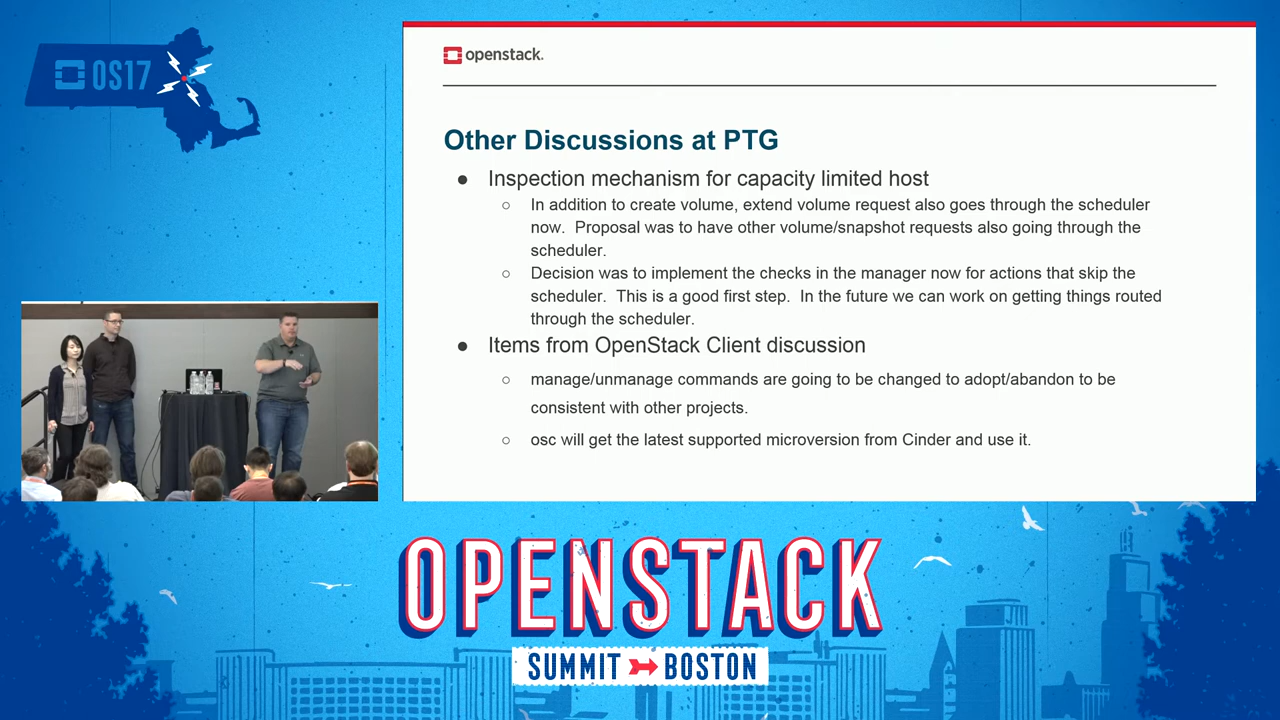 OS17
openstack.
Other Discussions at PTG
● Inspection mechanism for capacity limited host
○ In addition to create volume, extend volume request also goes through the scheduler
now.  Proposal was to have other volume/snapshot requests also going through the
scheduler.
○ Decision was to implement the checks in the manager now for actions that skip the
scheduler.  This is a good first step.  In the future we can work on getting things routed
through the scheduler.
● Items from OpenStack Client discussion
○ manage/unmanage commands are going to be changed to adopt/abandon to be
consistent with other projects.
○ osc will get the latest supported microversion from Cinder and use it.
OPENSTACK
SUMMIT BOSTON